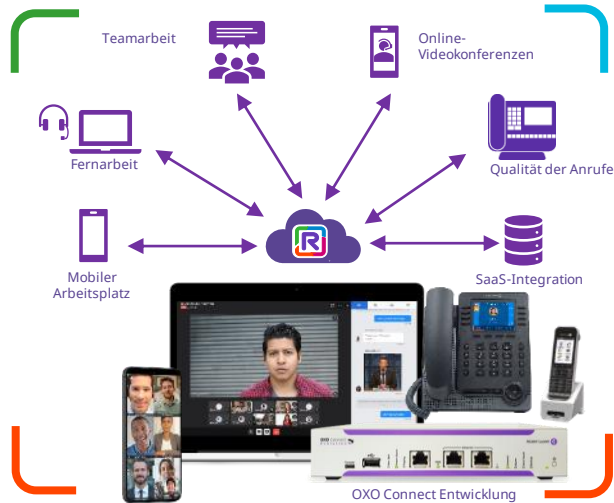 Teamarbeit
Online-
Videokonferenzen
Fernarbeit
Qualität der Anrufe
R
Mobiler
Arbeitsplatz
SaaS-Integration
OXO Connect Entwicklung